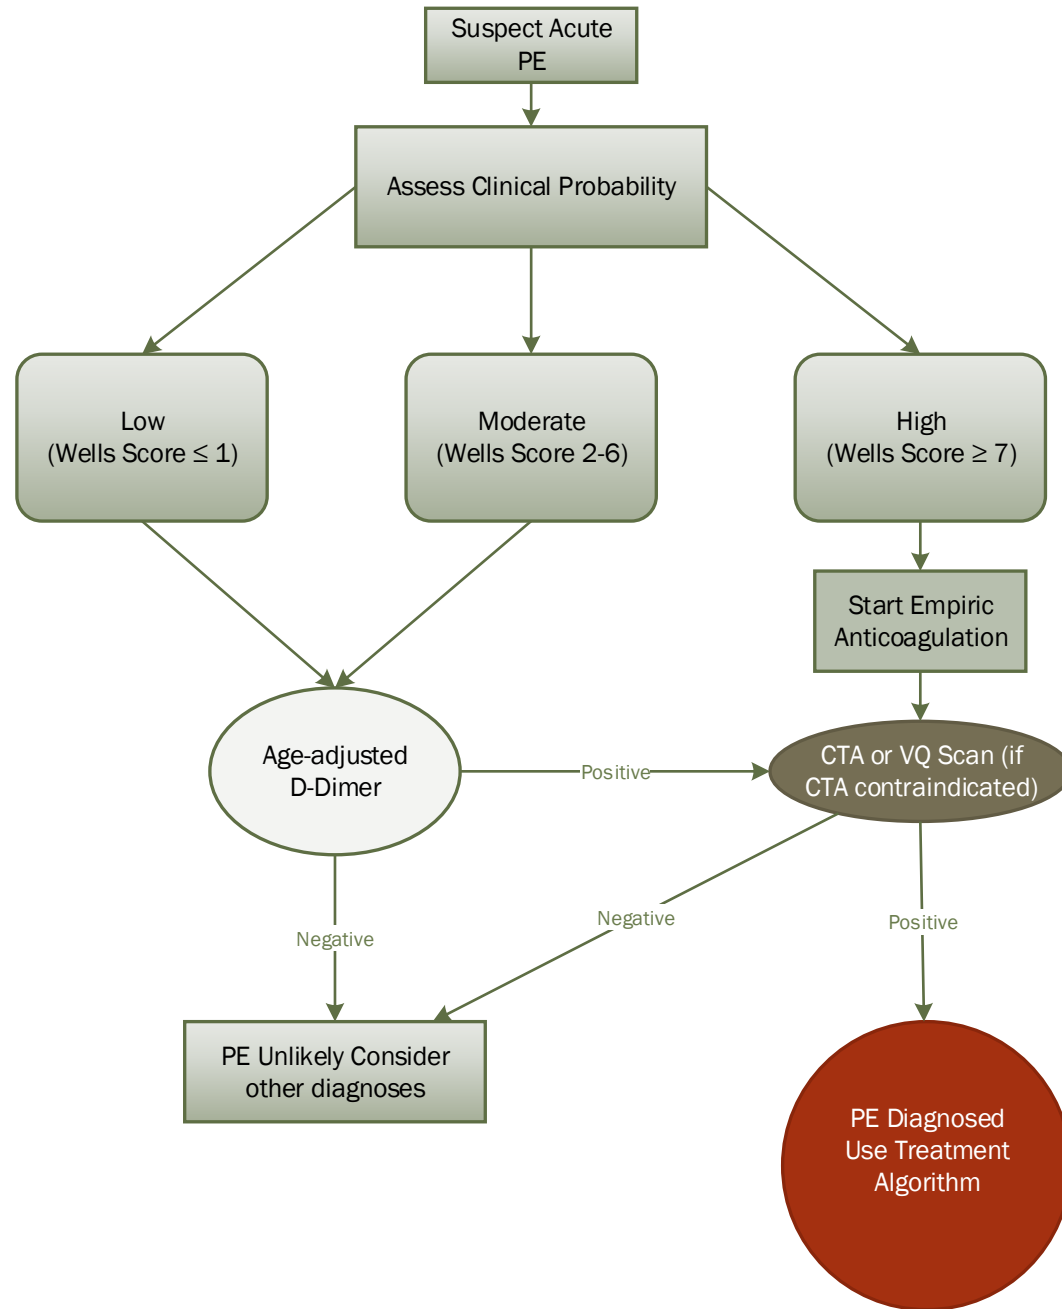 Suspect Acute
PE
Assess Clinical Probability
Low
(Wells Score ≤ 1)
Moderate
(Wells Score 2-6)
High
(Wells Score ≥ 7)
Start Empiric
Anticoagulation
Age-adjusted
D-Dimer
Positive
CTA or VQ Scan (if
CTA contraindicated)
Negative
Negative
Positive
PE Unlikely Consider
other diagnoses
PE Diagnosed
Use Treatment
Algorithm